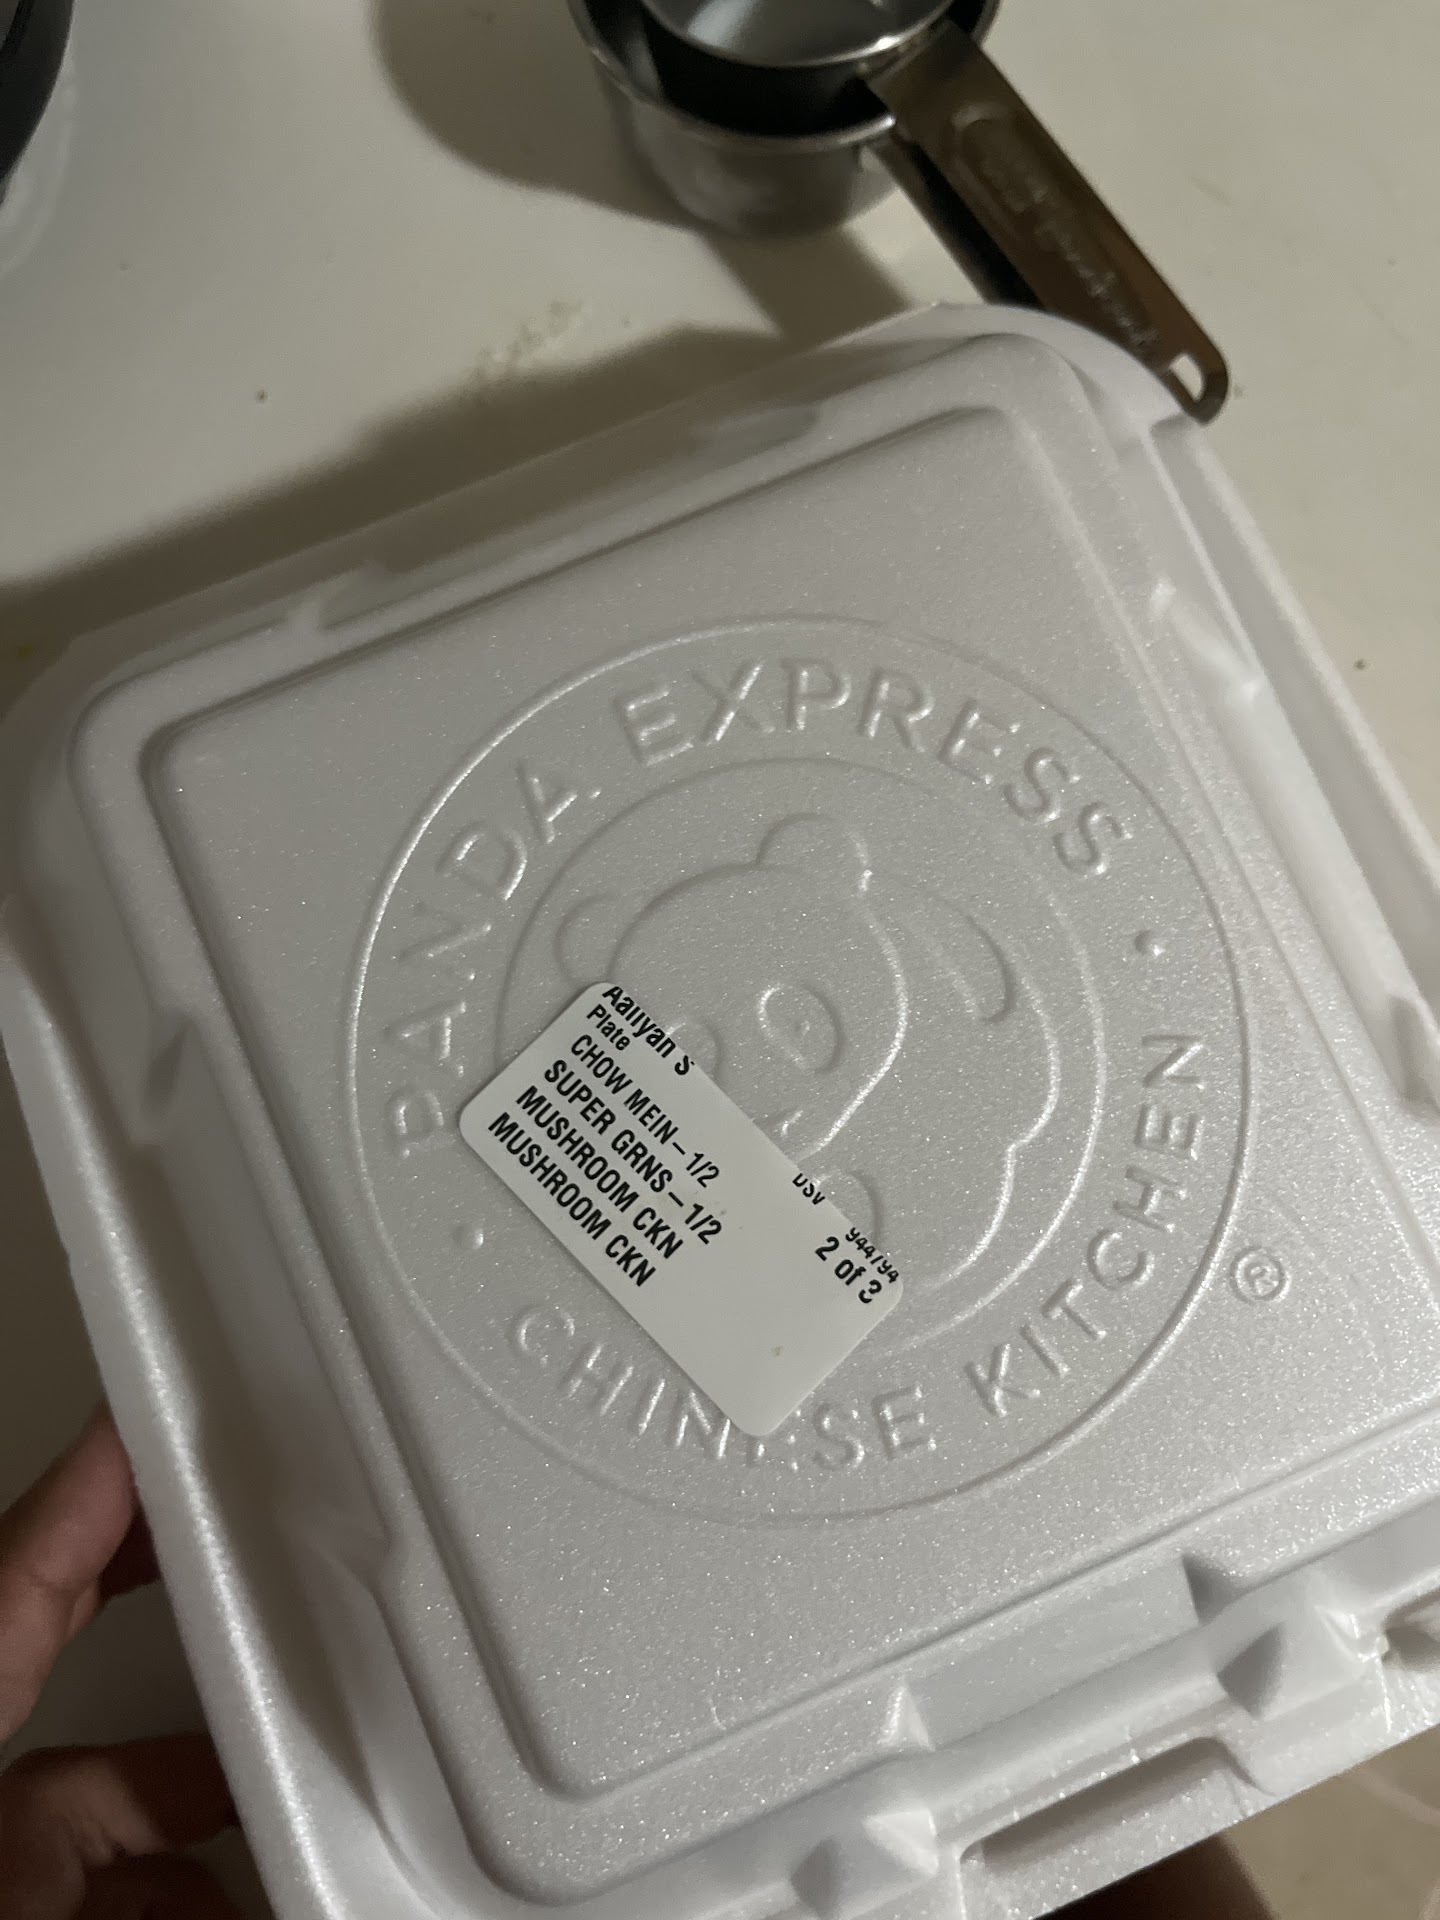 PANDA EXPRESS
CHINESE KITCHEN
®
Plate
CHOW MEIN-1/2
SUPER GRNS-1/2
MUSHROOM CKN
MUSHROOM CKN
2 of 3